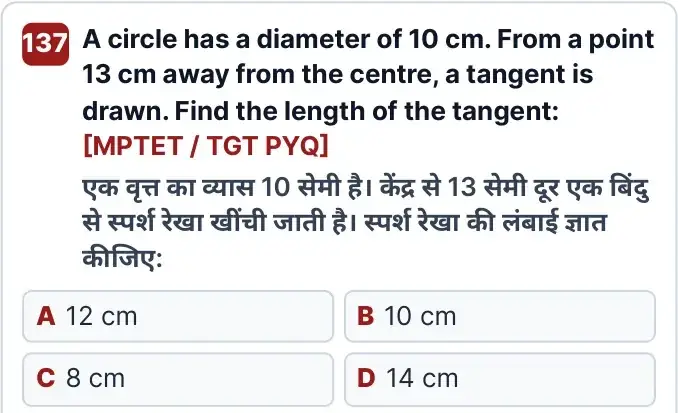 137 A circle has a diameter of 10 cm. From a point
13 cm away from the centre, a tangent is
drawn. Find the length of the tangent:
[MPTET / TGT PYQ]
एक वृत्त का व्यास 10 सेमी है। केंद्र से 13 सेमी दूर एक बिंदु
से स्पर्श रेखा खींची जाती है। स्पर्श रेखा की लंबाई ज्ञात
कीजिए:
A 12 cm B 10 cm
C 8 cm D 14 cm